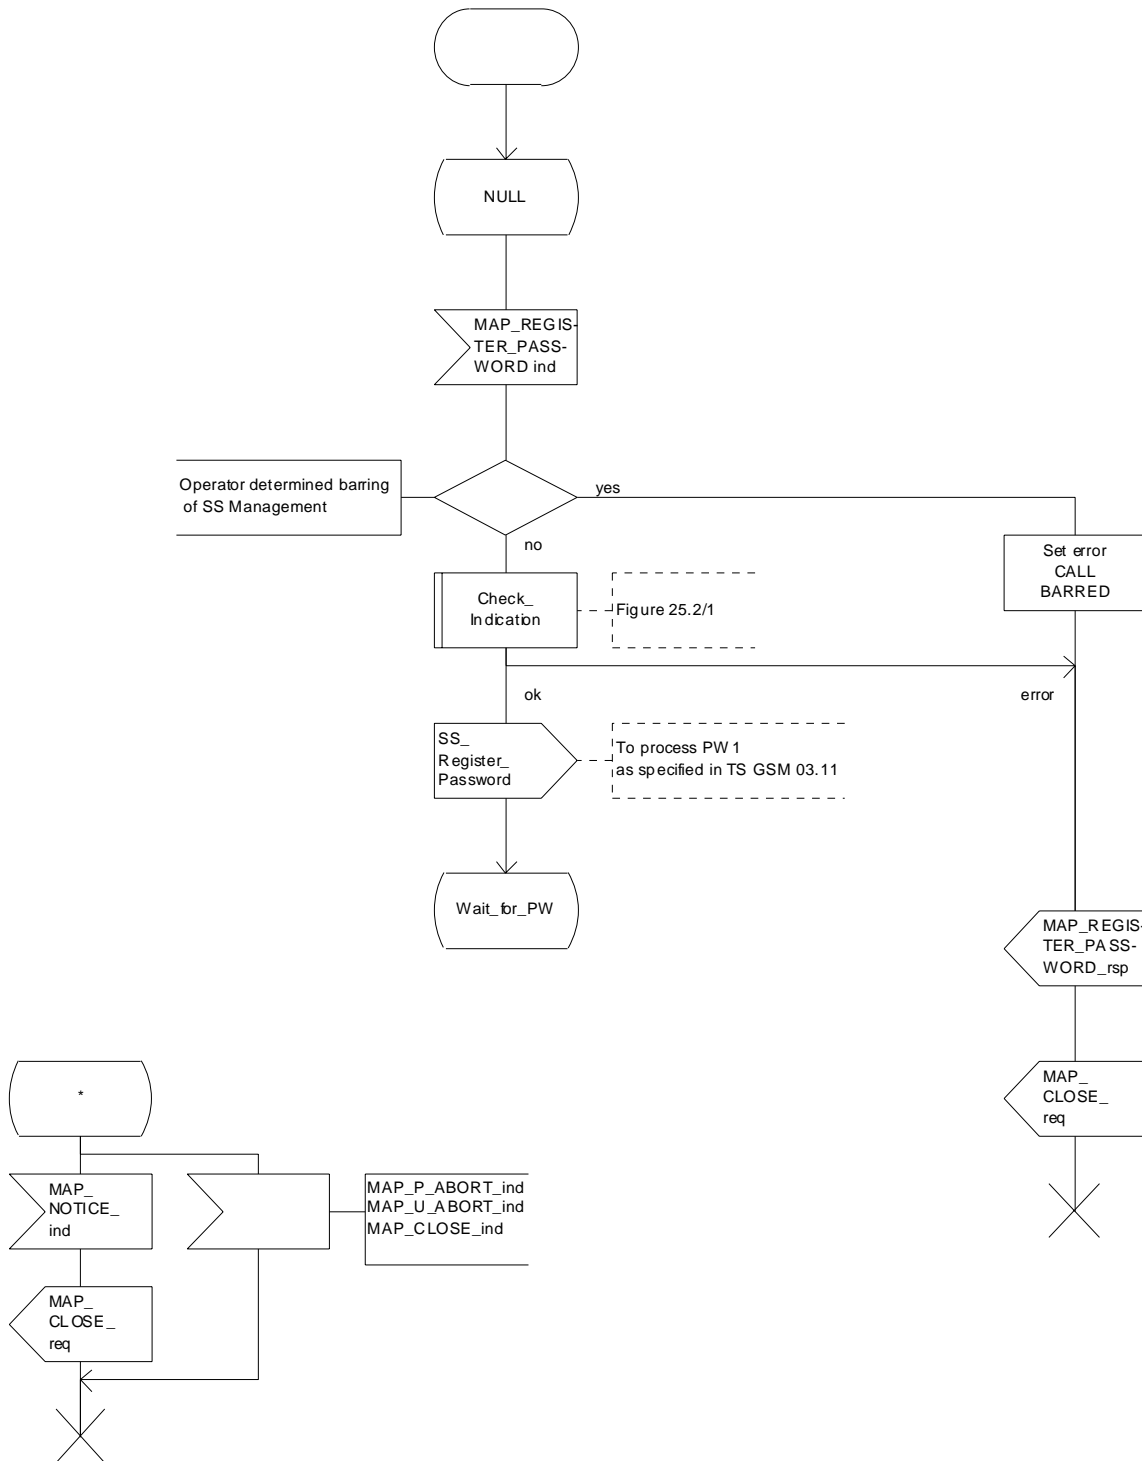 NULL
MAP_REGIS-
TER_PASS-
WORD ind
Operator determined barring
of SS Management
yes
no
Set error
CALL
BARRED
Check_
Indication
Figure 25.2/1
ok
error
SS_
Register_
Password
To process PW1
as specified in TS GSM 03.11
Wait_for_PW
MAP_REGIS-
TER_PASS-
WORD_rsp
MAP_
CLOSE_
req
*
MAP_
NOTICE_
ind
MAP_P_ABORT_ind
MAP_U_ABORT_ind
MAP_CLOSE_ind
MAP_
CLOSE_
req